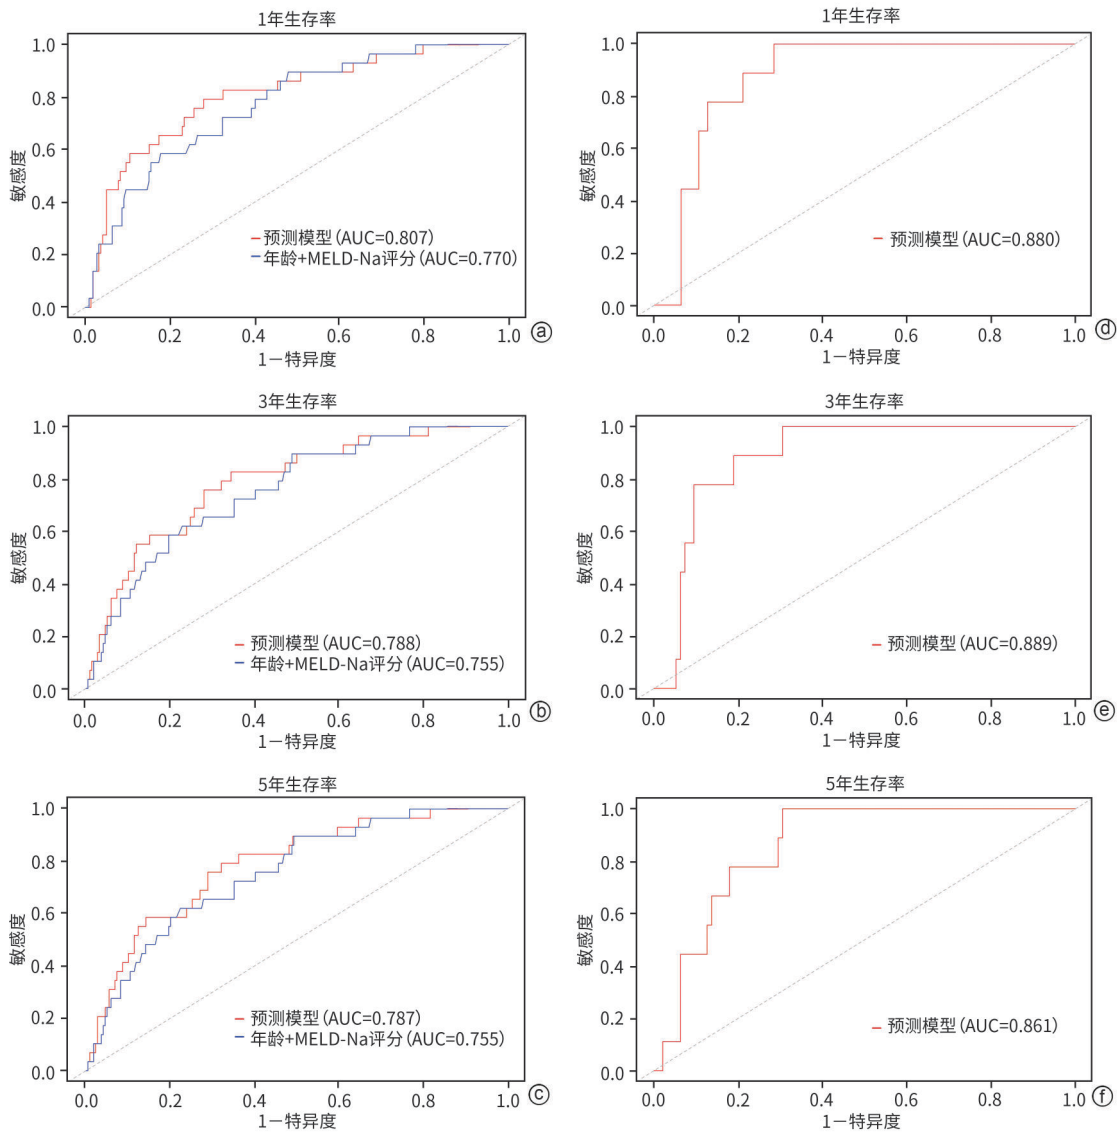 1年生存率
1.0
0.8
0.6
0.4
0.2
0.0
敏感度
预测模型(AUC=0.807)
年龄+MELD-Na评分(AUC=0.770)
0.0 0.2 0.4 0.6 0.8 1.0
1－特异度
ⓐ
1年生存率
1.0
0.8
0.6
0.4
0.2
0.0
敏感度
预测模型(AUC=0.880)
0.0 0.2 0.4 0.6 0.8 1.0
1－特异度
ⓓ
3年生存率
1.0
0.8
0.6
0.4
0.2
0.0
敏感度
预测模型(AUC=0.788)
年龄+MELD-Na评分(AUC=0.755)
0.0 0.2 0.4 0.6 0.8 1.0
1－特异度
ⓑ
3年生存率
1.0
0.8
0.6
0.4
0.2
0.0
敏感度
预测模型(AUC=0.889)
0.0 0.2 0.4 0.6 0.8 1.0
1－特异度
ⓔ
5年生存率
1.0
0.8
0.6
0.4
0.2
0.0
敏感度
预测模型(AUC=0.787)
年龄+MELD-Na评分(AUC=0.755)
0.0 0.2 0.4 0.6 0.8 1.0
1－特异度
ⓒ
5年生存率
1.0
0.8
0.6
0.4
0.2
0.0
敏感度
预测模型(AUC=0.861)
0.0 0.2 0.4 0.6 0.8 1.0
1－特异度
ⓕ